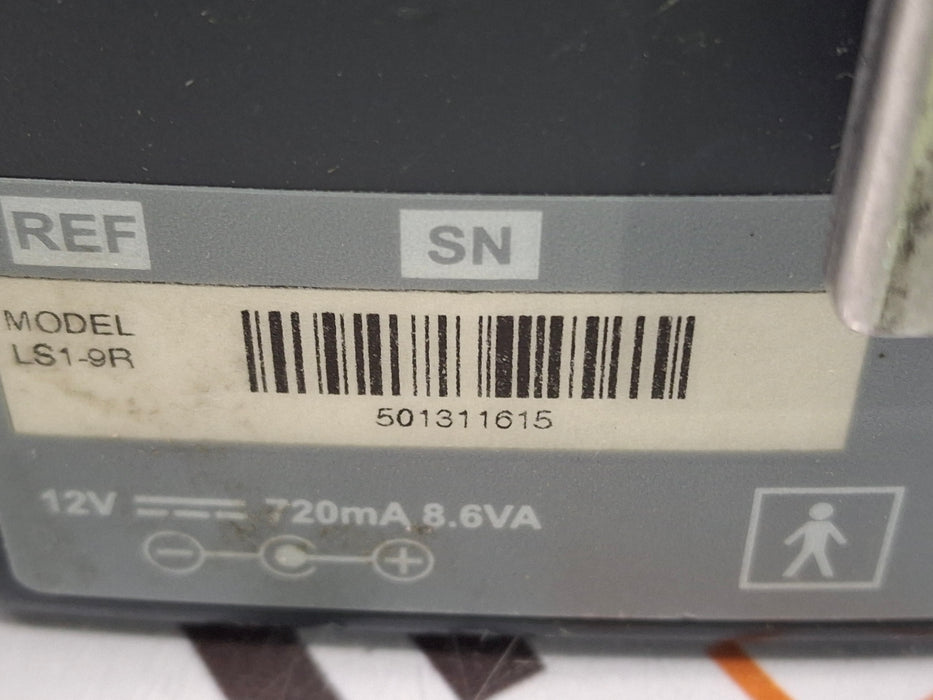 REF
SN
MODEL
LS1-9R
501311615
12V 720mA 8.6VA